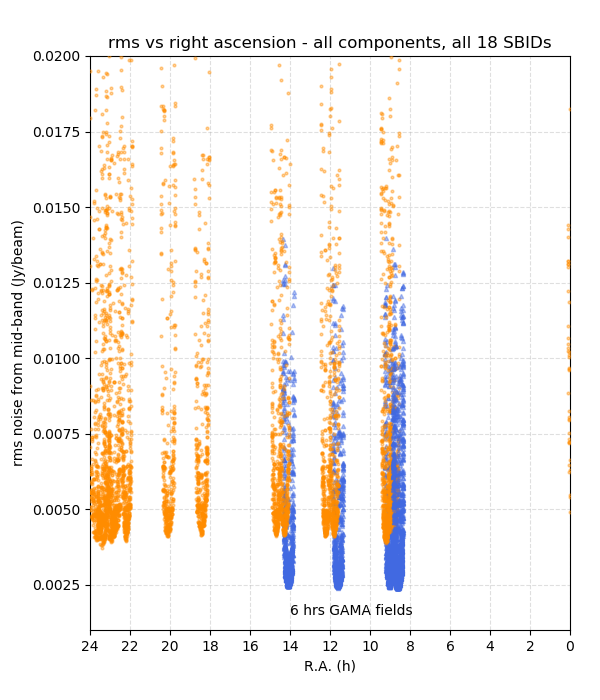 rms vs right ascension - all components, all 18 SBIDs
rms noise from mid-band (Jy/beam)
0.0200
0.0175
0.0150
0.0125
0.0100
0.0075
0.0050
0.0025
6 hrs GAMA fields
24 22 20 18 16 14 12 10 8 6 4 2 0
R.A. (h)